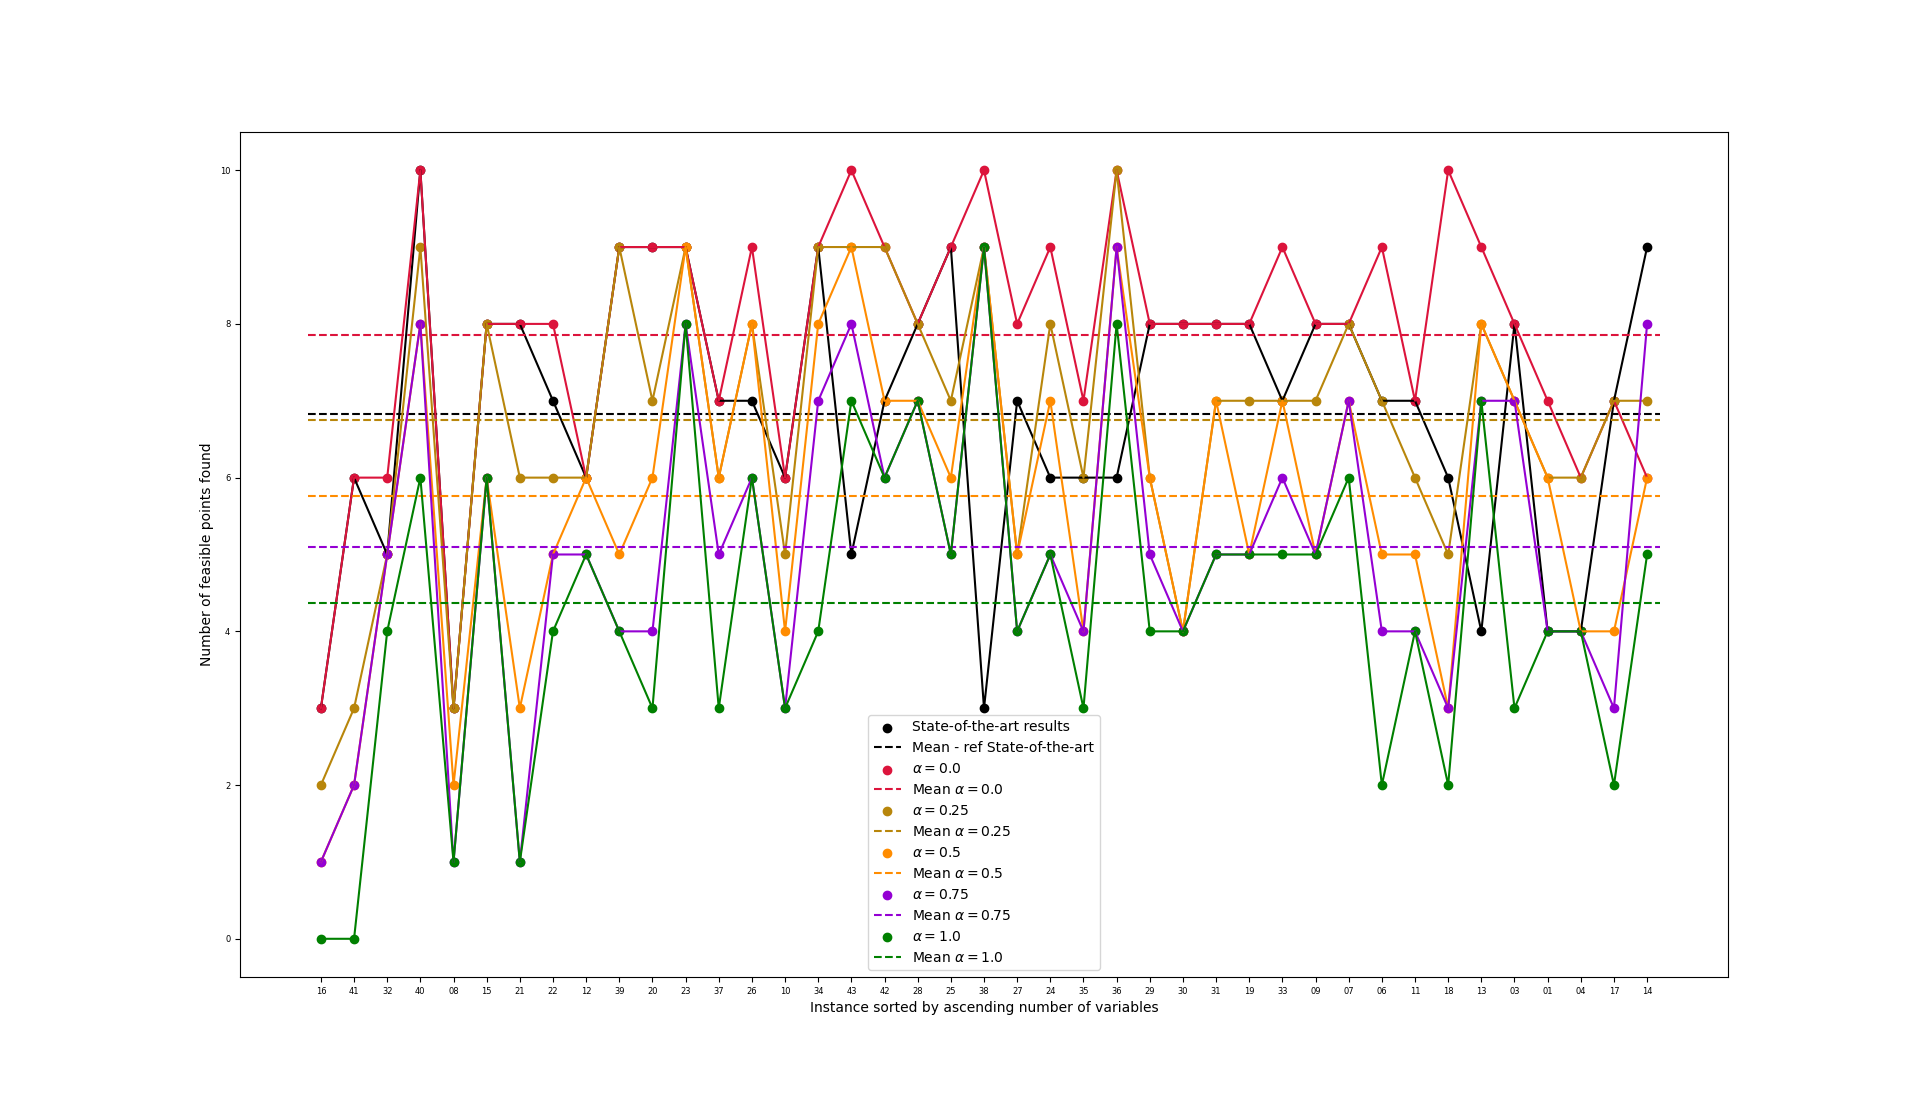 10
8
6
4
2
0
Number of feasible points found
State-of-the-art results
Mean - ref State-of-the-art
α = 0.0
Mean α = 0.0
α = 0.25
Mean α = 0.25
α = 0.5
Mean α = 0.5
α = 0.75
Mean α = 0.75
α = 1.0
Mean α = 1.0
16 41 32 40 08 15 21 22 12 39 20 23 37 26 10 34 43 42 28 25 38 27 24 35 36 29 30 31 19 33 09 07 06 11 18 13 03 01 04 17 14
Instance sorted by ascending number of variables